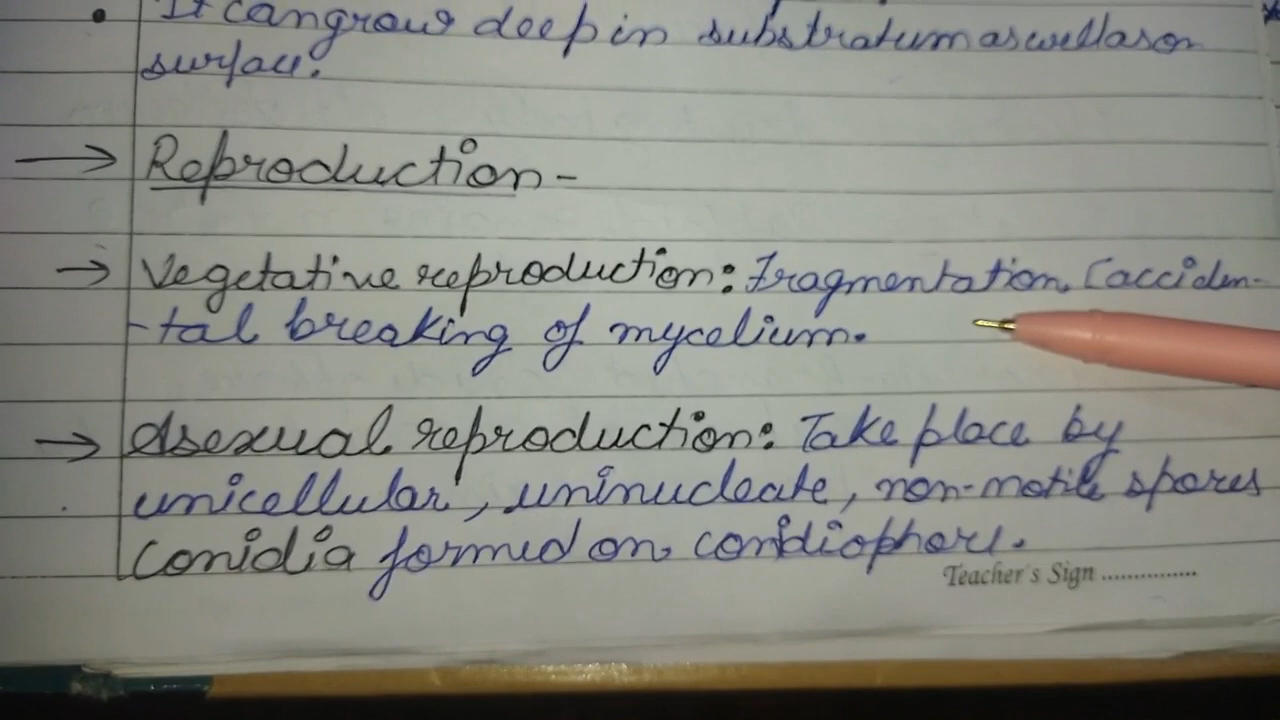 • It can grow deep in substratum as well as on
surface.
→ Reproduction -
→ Vegetative reproduction: Fragmentation (acciden-
-tal breaking of mycelium.
→ Asexual reproduction: Take place by
unicellular, uninucleate, non-motile spores
conidia formed on conidiophore.
Teacher's Sign ...............